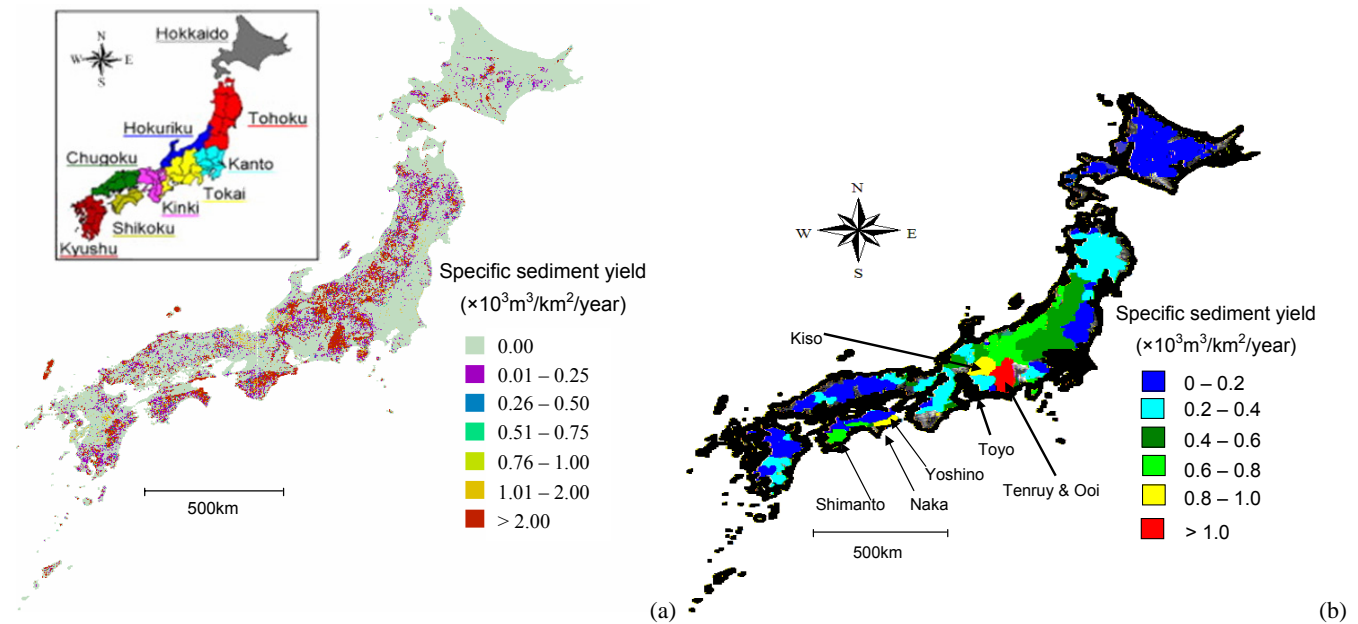 N
W E
S
Hokkaido
Tohoku
Hokuriku
Chugoku
Kanto
Tokai
Kinki
Shikoku
Kyushu
Specific sediment yield
(×10³m³/km²/year)
0.00
0.01 – 0.25
0.26 – 0.50
0.51 – 0.75
0.76 – 1.00
1.01 – 2.00
> 2.00
500km
(a)
N
W E
S
Kiso
Toyo
Yoshino
Tenruy & Ooi
Shimanto
Naka
Specific sediment yield
(×10³m³/km²/year)
0 – 0.2
0.2 – 0.4
0.4 – 0.6
0.6 – 0.8
0.8 – 1.0
> 1.0
500km
(b)